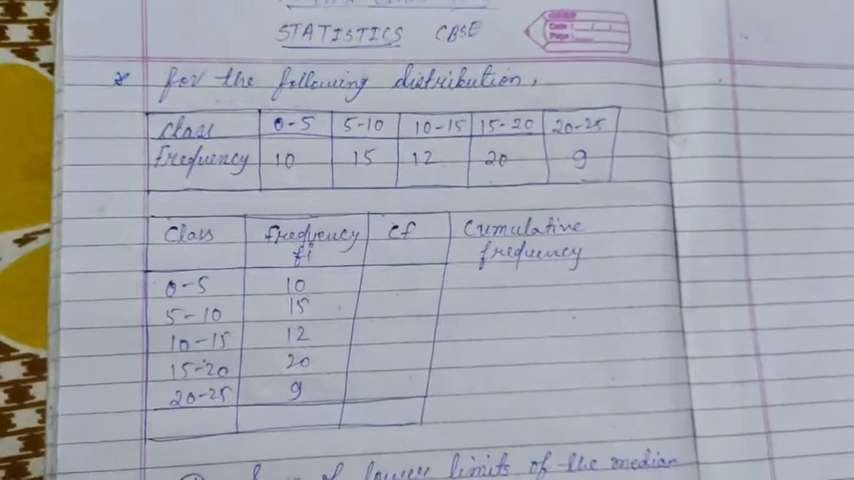 STATISTICS CBSE
Date :
Page :
* for the following distribution,
Class 0-5 5-10 10-15 15-20 20-25
Frequency 10 15 12 20 9
Class Frequency fi Cf Cumulative frequency
0-5 10
5-10 15
10-15 12
15-20 20
20-25 9
of lower limits of the median